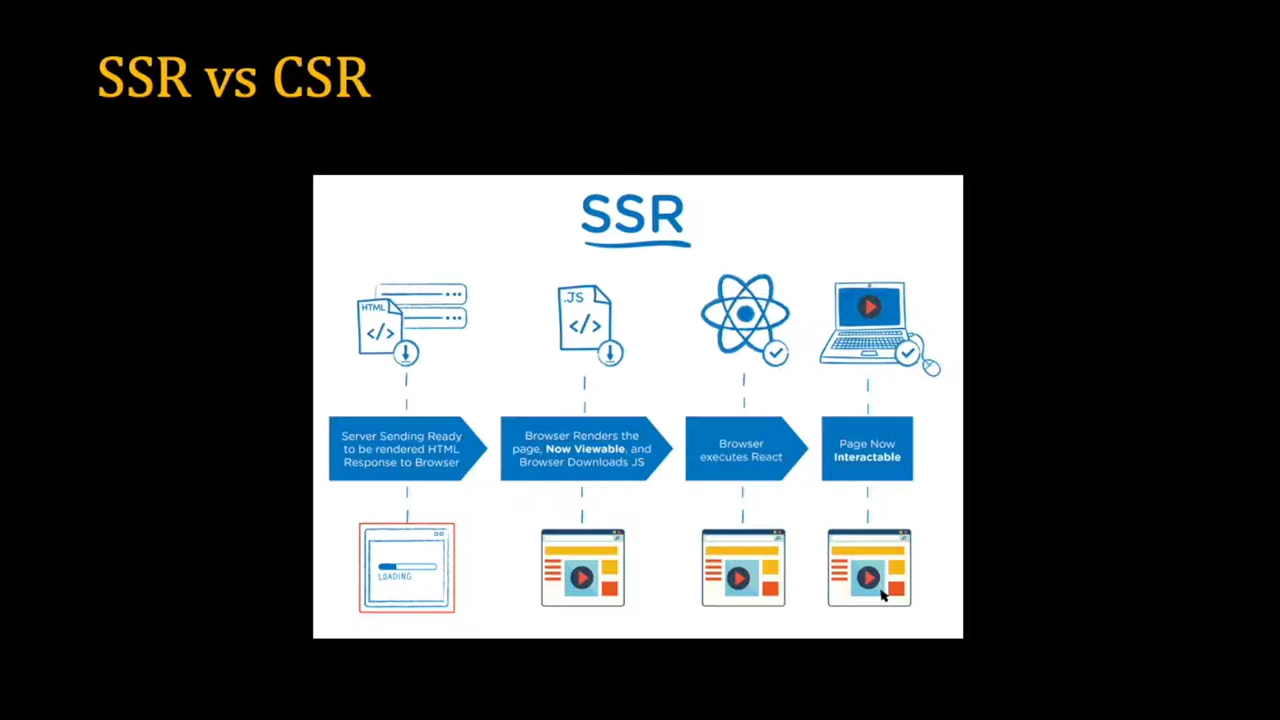 SSR vs CSR
SSR
HTML
</>
.JS
</>
Server Sending Ready
to be rendered HTML
Response to Browser
Browser Renders the
page, Now Viewable, and
Browser Downloads JS
Browser
executes React
Page Now
Interactable
LOADING